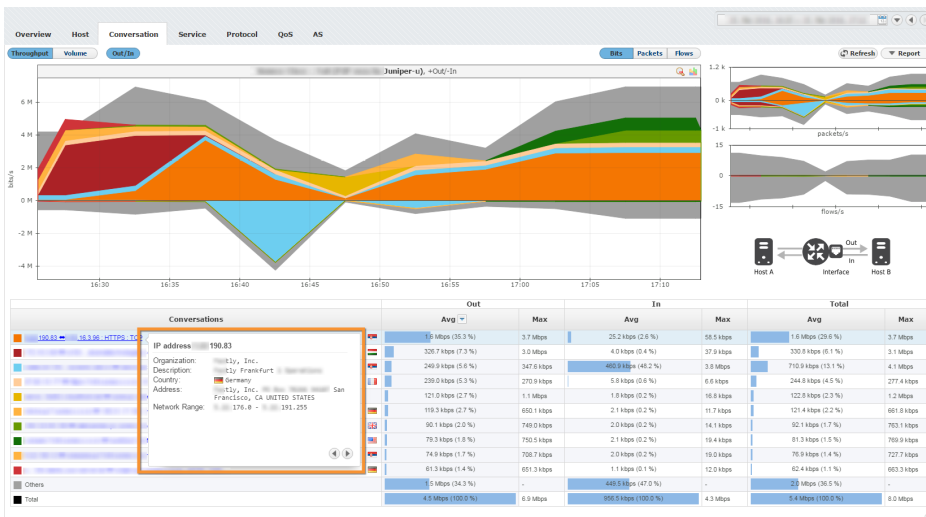 Overview Host Conversation Service Protocol QoS AS
Throughput Volume Out/In Bits Packets Flows Refresh Report
Juniper-u), +Out/-In
bits/s
6 M
4 M
2 M
0 M
-2 M
-4 M
16:30 16:35 16:40 16:45 16:50 16:55 17:00 17:05 17:10
1.2 k
0 k
-1 k
packets/s
15
0
-15
flows/s
Out
In
Host A Interface Host B
Out In Total
Conversations Avg Max Avg Max Avg Max
190.83 16.3.96 : HTTPS : TC 1.6 Mbps (35.3 %) 3.7 Mbps 25.2 kbps (2.6 %) 58.5 kbps 1.6 Mbps (29.6 %) 3.7 Mbps
326.7 kbps (7.3 %) 3.0 Mbps 4.0 kbps (0.4 %) 37.9 kbps 330.6 kbps (6.1 %) 3.1 Mbps
249.9 kbps (5.6 %) 347.6 kbps 460.8 kbps (48.2 %) 3.8 Mbps 710.9 kbps (13.1 %) 4.1 Mbps
239.0 kbps (5.3 %) 270.9 kbps 5.8 kbps (0.6 %) 6.6 kbps 244.8 kbps (4.5 %) 277.4 kbps
121.0 kbps (2.7 %) 1.1 Mbps 1.8 kbps (0.2 %) 16.8 kbps 122.8 kbps (2.3 %) 1.2 Mbps
119.3 kbps (2.7 %) 650.1 kbps 2.1 kbps (0.2 %) 11.7 kbps 121.4 kbps (2.2 %) 661.8 kbps
90.1 kbps (2.0 %) 749.0 kbps 2.0 kbps (0.2 %) 14.1 kbps 92.1 kbps (1.7 %) 763.1 kbps
79.3 kbps (1.8 %) 750.5 kbps 2.1 kbps (0.2 %) 19.4 kbps 81.3 kbps (1.5 %) 769.9 kbps
74.9 kbps (1.7 %) 708.7 kbps 2.0 kbps (0.2 %) 19.0 kbps 76.9 kbps (1.4 %) 727.7 kbps
61.3 kbps (1.4 %) 651.3 kbps 1.1 kbps (0.1 %) 12.0 kbps 62.4 kbps (1.1 %) 663.3 kbps
Others 1.5 Mbps (34.3 %) - 449.5 kbps (47.0 %) - 2.0 Mbps (36.5 %) -
Total 4.5 Mbps (100.0 %) 6.9 Mbps 956.5 kbps (100.0 %) 4.3 Mbps 5.4 Mbps (100.0 %) 8.0 Mbps
IP address 190.83
Organization: tly, Inc.
Description: tly Frankfurt
Country: Germany
Address: tly, Inc. San
Francisco, CA UNITED STATES
Network Range: 176.0 - 191.255